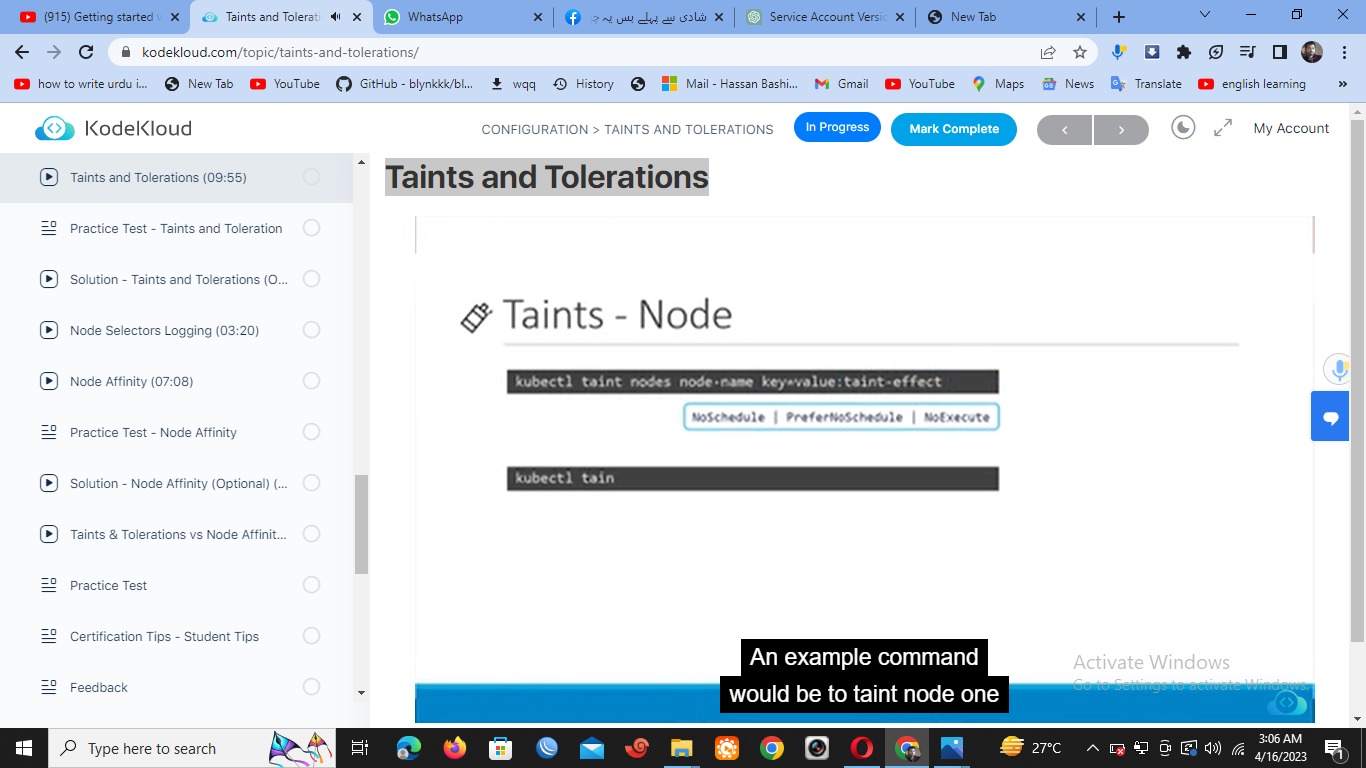 (915) Getting started w
Taints and Tolerati
WhatsApp
شادی سے پہلے بس یہ چ
Service Account Versic
New Tab
kodekloud.com/topic/taints-and-tolerations/
how to write urdu i...
New Tab
YouTube
GitHub - blynkkk/bl...
wqq
History
Mail - Hassan Bashi...
Gmail
YouTube
Maps
News
Translate
english learning
»
KodeKloud
CONFIGURATION > TAINTS AND TOLERATIONS
In Progress
Mark Complete
My Account
Taints and Tolerations (09:55)
Practice Test - Taints and Toleration
Solution - Taints and Tolerations (O...
Node Selectors Logging (03:20)
Node Affinity (07:08)
Practice Test - Node Affinity
Solution - Node Affinity (Optional) (...
Taints & Tolerations vs Node Affinit...
Practice Test
Certification Tips - Student Tips
Feedback
Taints and Tolerations
Taints - Node
kubectl taint nodes node-name key=value:taint-effect
NoSchedule | PreferNoSchedule | NoExecute
kubectl tain
An example command
would be to taint node one
Activate Windows
Go to Settings to activate Windows.
Type here to search
27°C
3:06 AM
4/16/2023
1